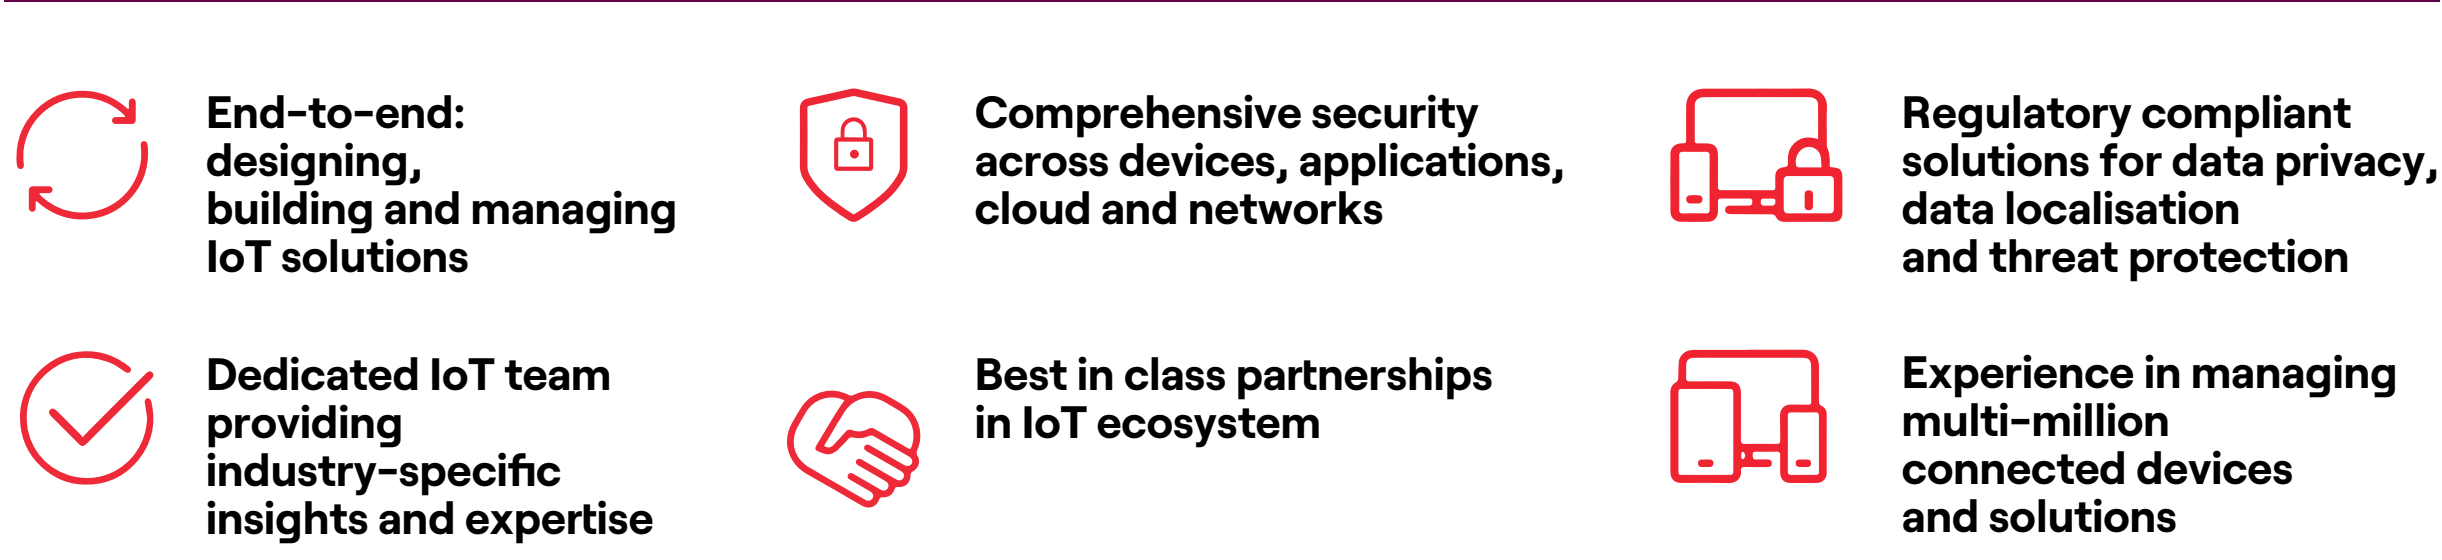 End-to-end:
designing,
building and managing
IoT solutions
Comprehensive security
across devices, applications,
cloud and networks
Regulatory compliant
solutions for data privacy,
data localisation
and threat protection
Dedicated IoT team
providing
industry-specific
insights and expertise
Best in class partnerships
in IoT ecosystem
Experience in managing
multi-million
connected devices
and solutions